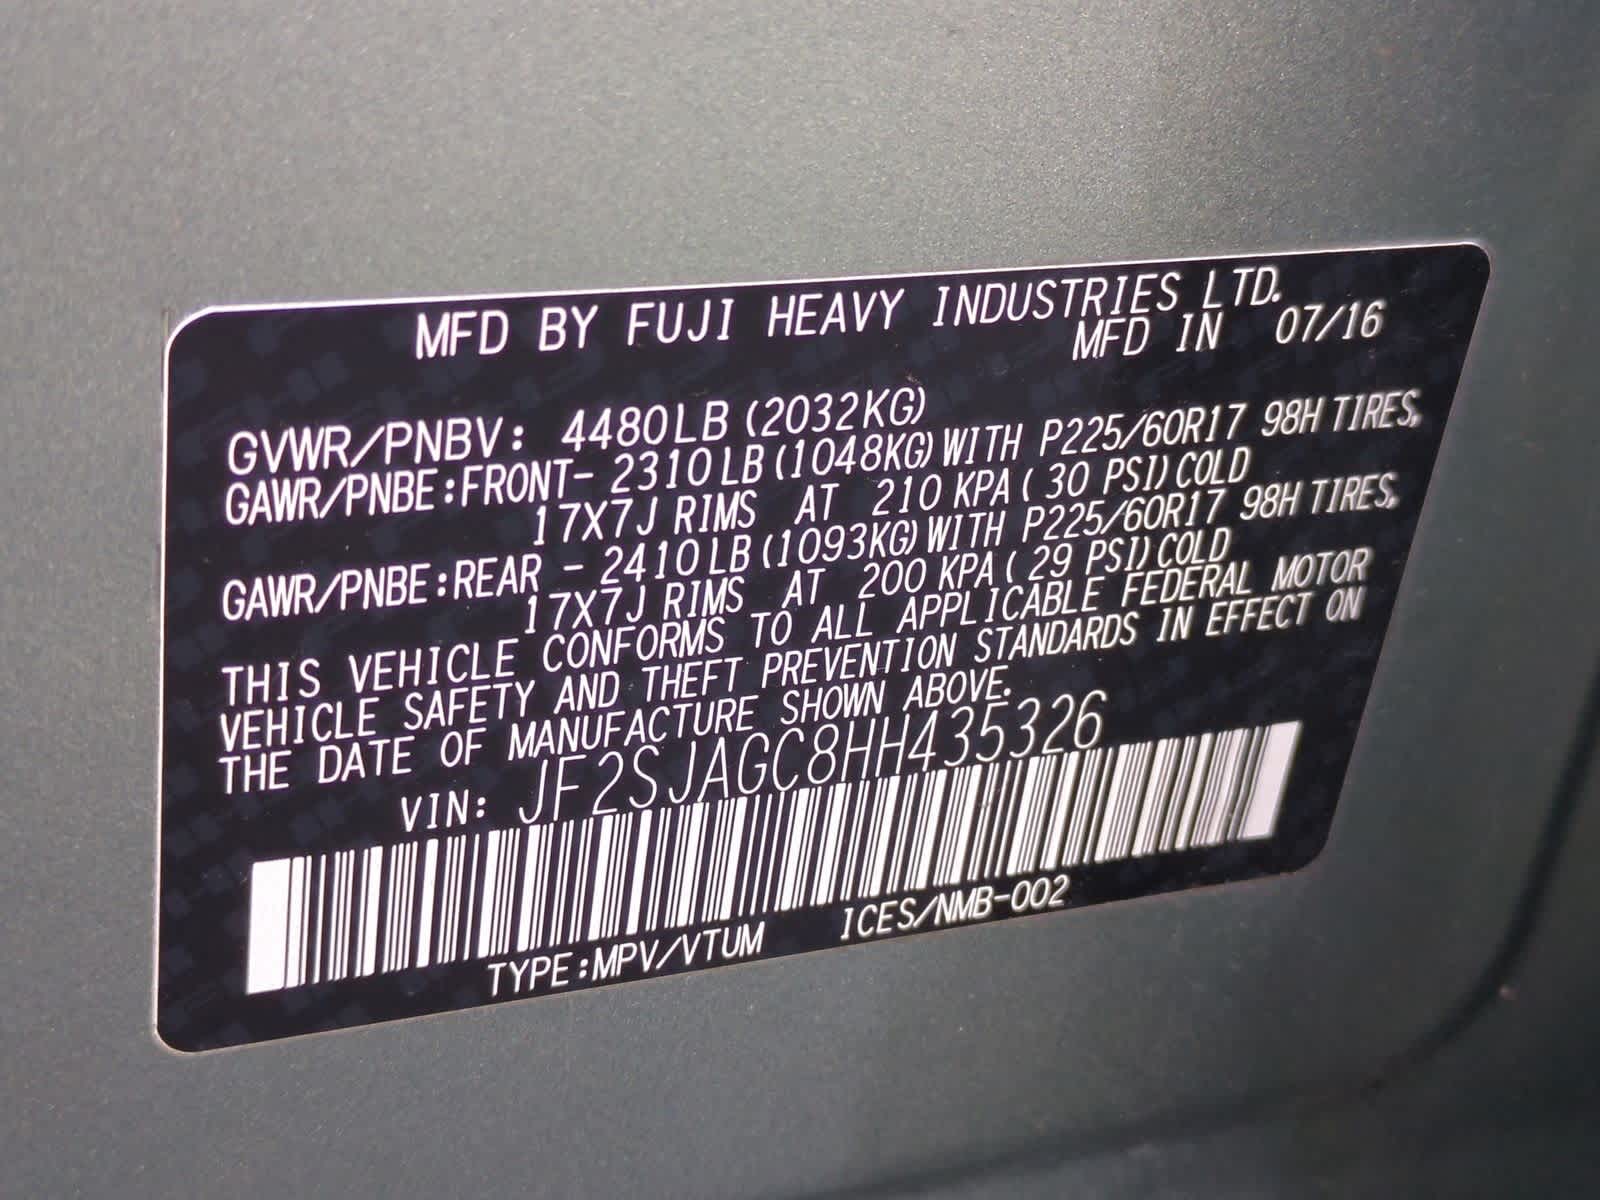 MFD BY FUJI HEAVY INDUSTRIES LTD.
MFD IN 07/16
GVWR/PNBV: 4480LB (2032KG)
GAWR/PNBE:FRONT- 2310LB (1048KG) WITH P225/60R17 98H TIRES,
17X7J RIMS AT 210 KPA ( 30 PSI) COLD
GAWR/PNBE:REAR - 2410LB (1093KG) WITH P225/60R17 98H TIRES,
17X7J RIMS AT 200 KPA ( 29 PSI) COLD
THIS VEHICLE CONFORMS TO ALL APPLICABLE FEDERAL MOTOR
VEHICLE SAFETY AND THEFT PREVENTION STANDARDS IN EFFECT ON
THE DATE OF MANUFACTURE SHOWN ABOVE.
VIN: JF2SJAGC8HH435326
TYPE:MPV/VTUM ICES/NMB-002